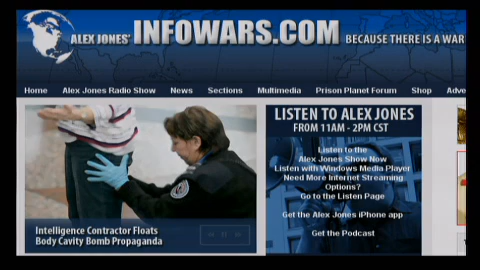 ALEX JONES' INFOWARS.COM BECAUSE THERE IS A WAR
Home Alex Jones Radio Show News Sections Multimedia Prison Planet Forum Shop Adve
LISTEN TO ALEX JONES
FROM 11AM - 2PM CST
Listen to the
Alex Jones Show Now
Listen with Windows Media Player
Need More Internet Streaming
Options?
Go to the Listen Page
Get the Alex Jones iPhone app
Get the Podcast
Intelligence Contractor Floats
Body Cavity Bomb Propaganda